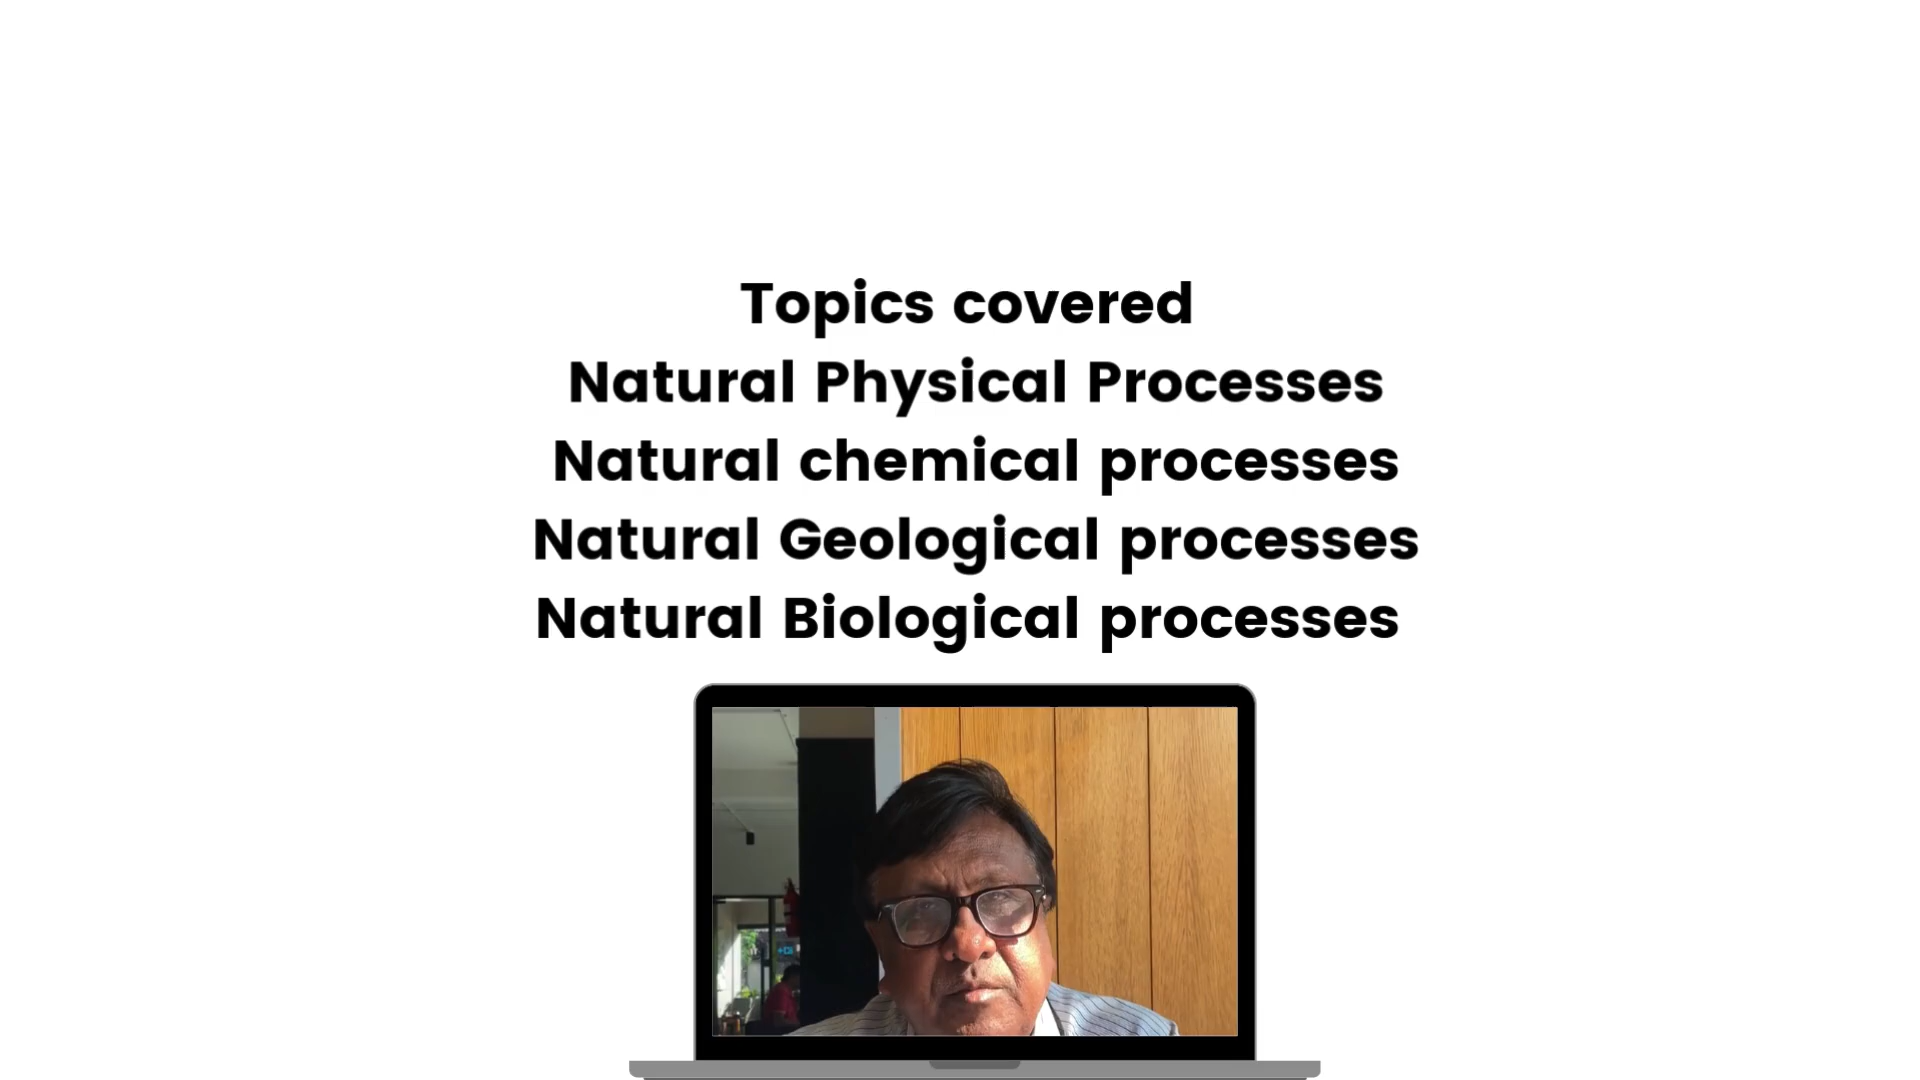 Topics covered
Natural Physical Processes
Natural chemical processes
Natural Geological processes
Natural Biological processes